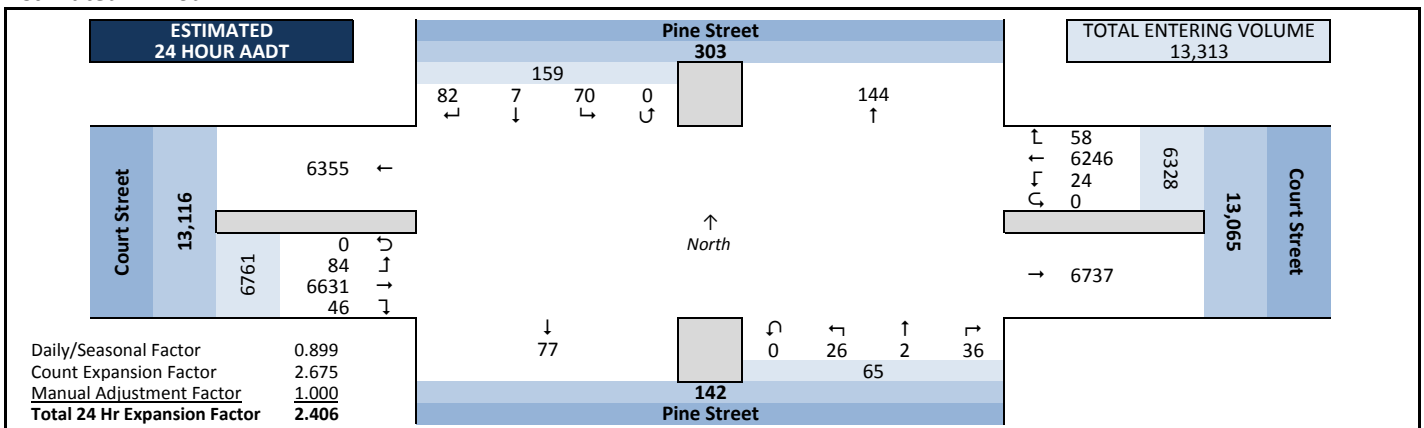 ESTIMATED
24 HOUR AADT
Pine Street
303
TOTAL ENTERING VOLUME
13,313
159
82 7 70 0
↵ ↓ ↳ ↺
144
↑
Court Street
13,116
6355 ←
6761
0 ⮌
84 ↑
6631 →
46 ↴
↑
North
↑ 58
← 6246
↓ 24
⮎ 0
6328
13,065
Court Street
→ 6737
↓
77
↶ ↰ ↑ ↱
0 26 2 36
65
142
Pine Street
Daily/Seasonal Factor 0.899
Count Expansion Factor 2.675
Manual Adjustment Factor 1.000
Total 24 Hr Expansion Factor 2.406